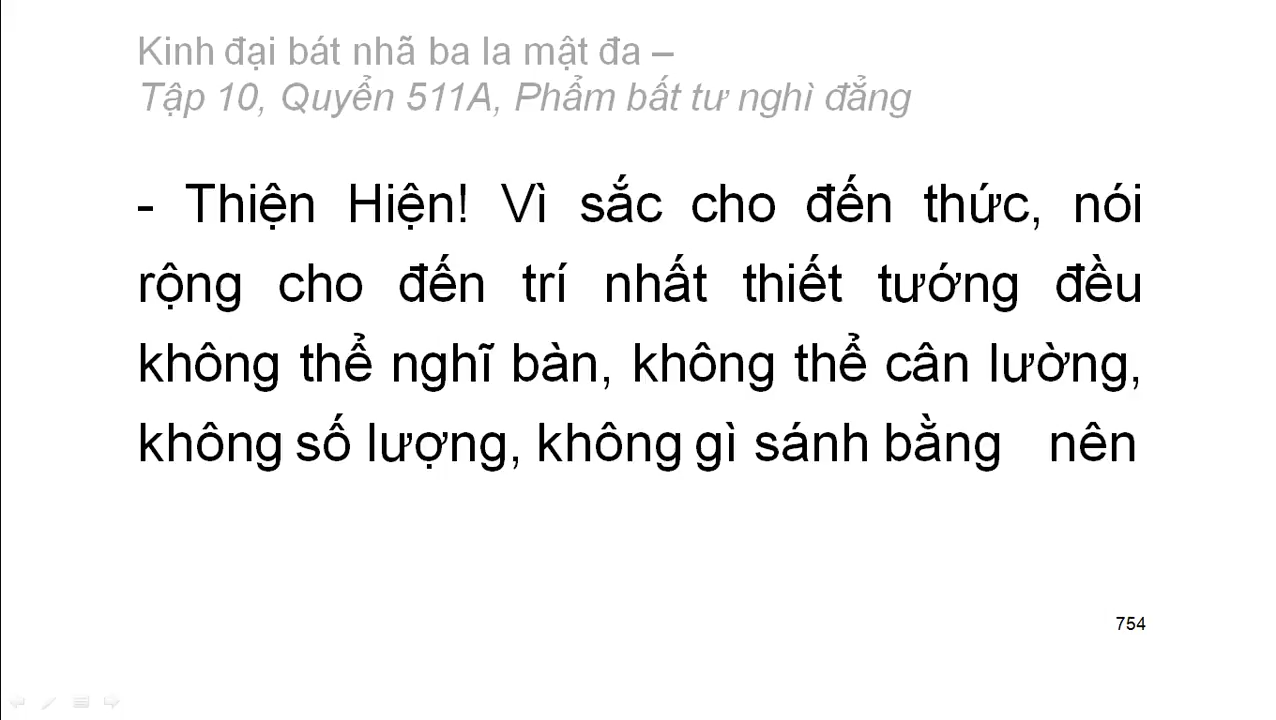 Kinh đại bát nhã ba la mật đa –
Tập 10, Quyển 511A, Phẩm bất tư nghì đẳng
- Thiện Hiện! Vì sắc cho đến thức, nói
rộng cho đến trí nhất thiết tướng đều
không thể nghĩ bàn, không thể cân lường,
không số lượng, không gì sánh bằng nên
754